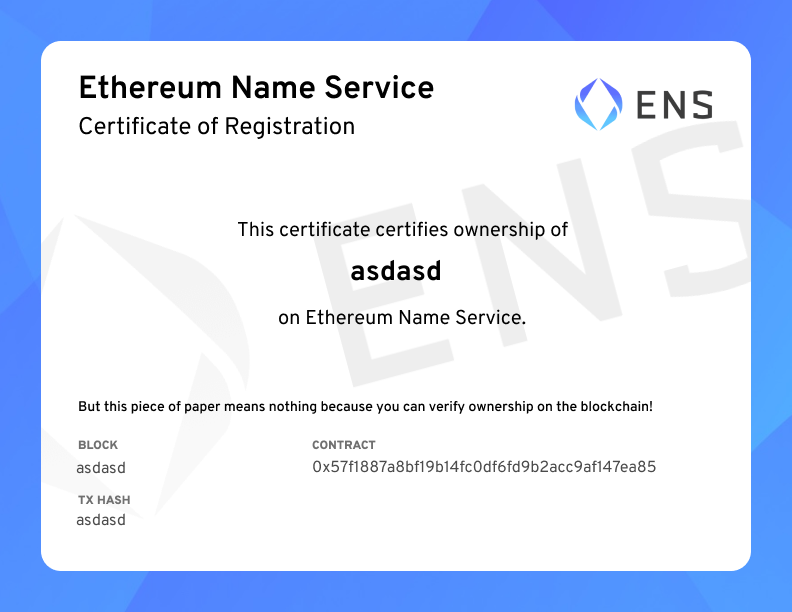 Ethereum Name Service
ENS
Certificate of Registration
ENS
This certificate certifies ownership of
asdasd
on Ethereum Name Service.
But this piece of paper means nothing because you can verify ownership on the blockchain!
BLOCK
asdasd
CONTRACT
0x57f1887a8bf19b14fc0df6fd9b2acc9af147ea85
TX HASH
asdasd